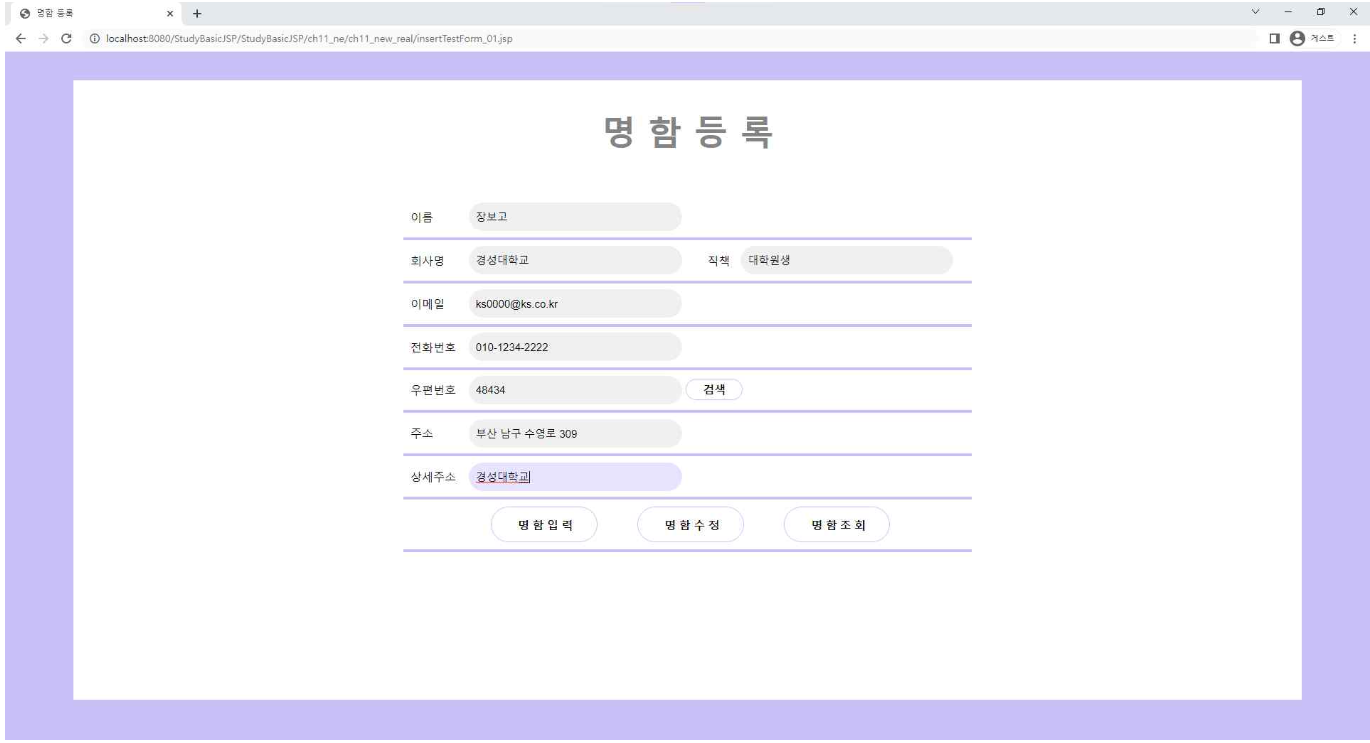 명함 등록
localhost:8080/StudyBasicJSP/StudyBasicJSP/ch11_ne/ch11_new_real/insertTestForm_01.jsp
게스트
명 함 등 록
이름 장보고
회사명 경성대학교 직책 대학원생
이메일 ks0000@ks.co.kr
전화번호 010-1234-2222
우편번호 48434 검색
주소 부산 남구 수영로 309
상세주소 경성대학교
명 함 입 력 명 함 수 정 명 함 조 회